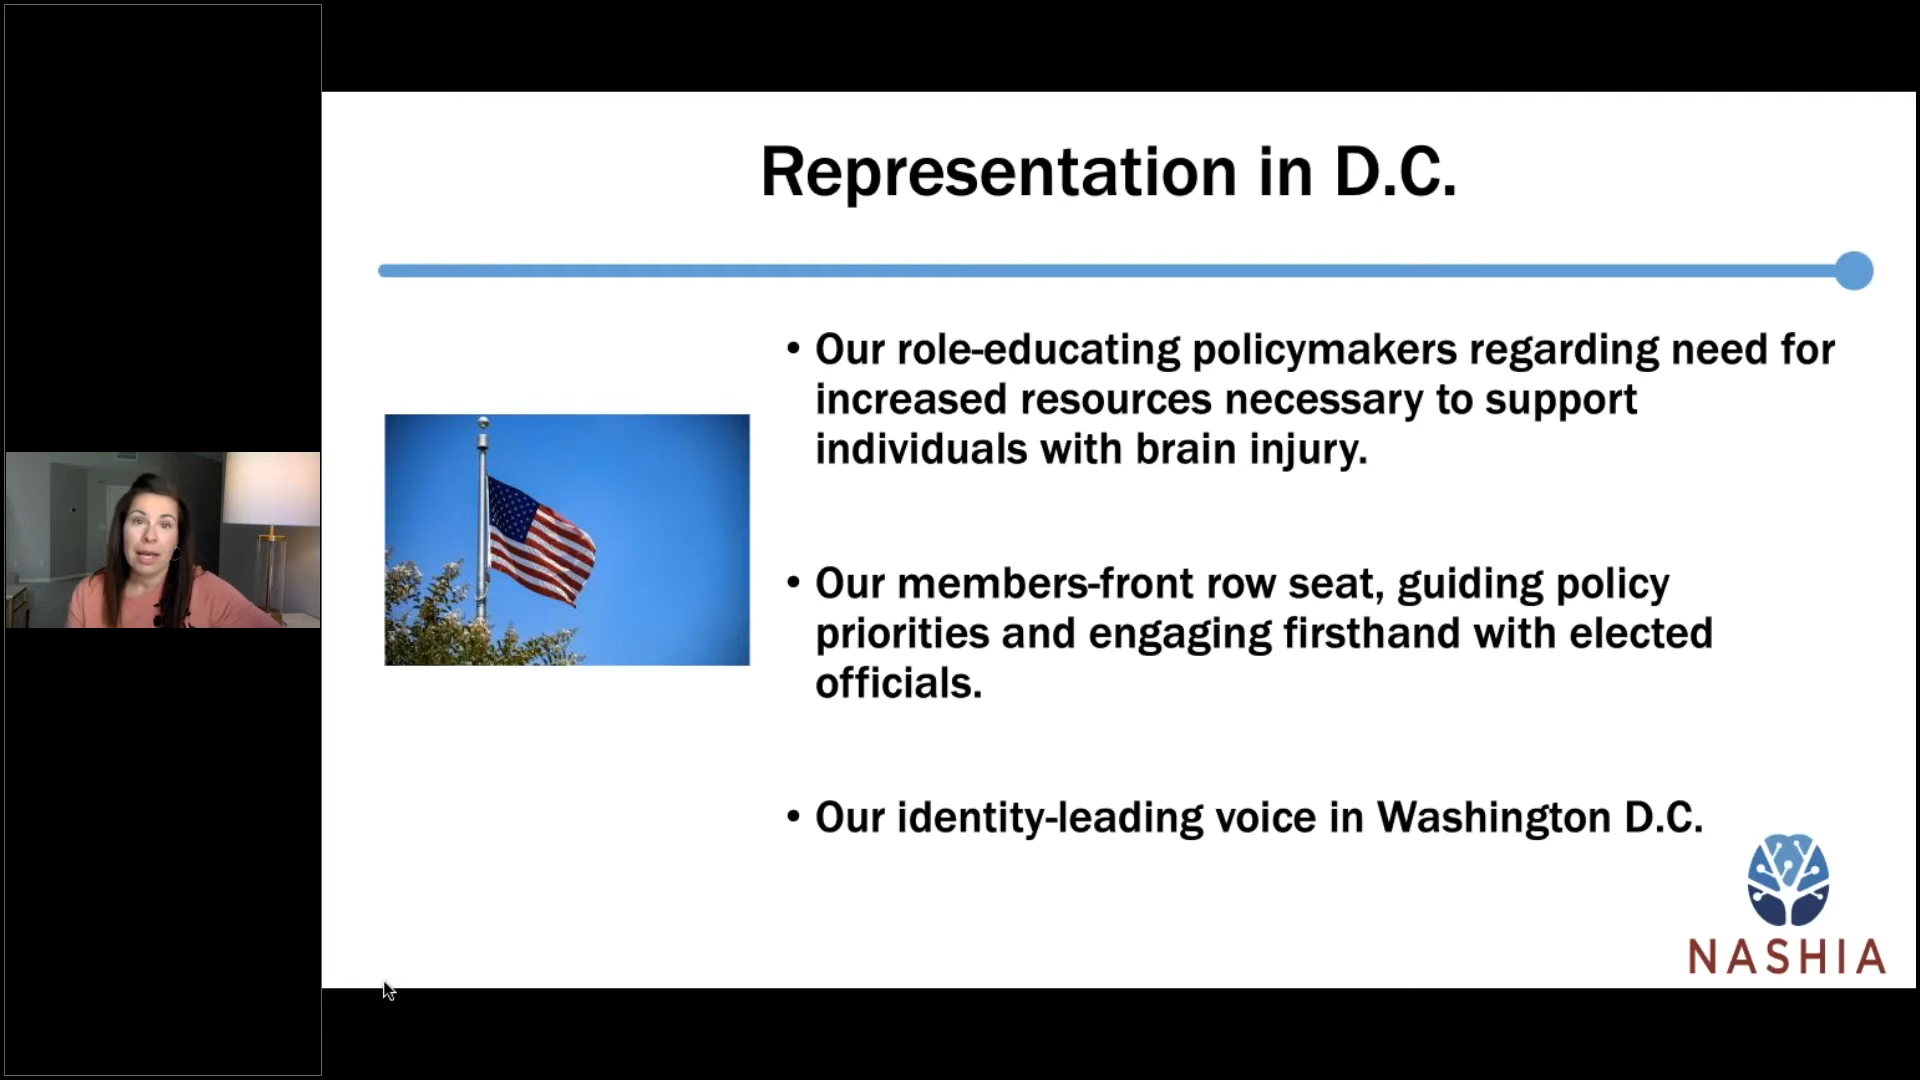 Representation in D.C.
• Our role-educating policymakers regarding need for
increased resources necessary to support
individuals with brain injury.
• Our members-front row seat, guiding policy
priorities and engaging firsthand with elected
officials.
• Our identity-leading voice in Washington D.C.
NASHIA